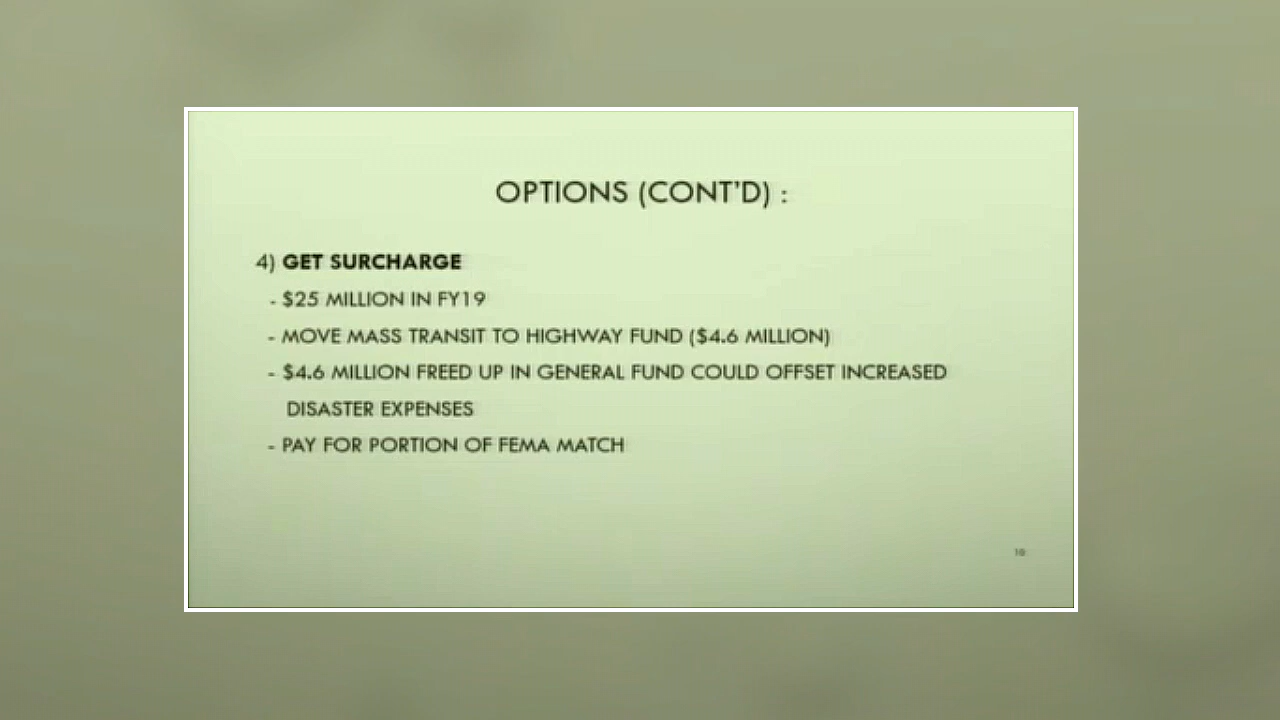 OPTIONS (CONT'D) :
4) GET SURCHARGE
- $25 MILLION IN FY19
- MOVE MASS TRANSIT TO HIGHWAY FUND ($4.6 MILLION)
- $4.6 MILLION FREED UP IN GENERAL FUND COULD OFFSET INCREASED
DISASTER EXPENSES
- PAY FOR PORTION OF FEMA MATCH